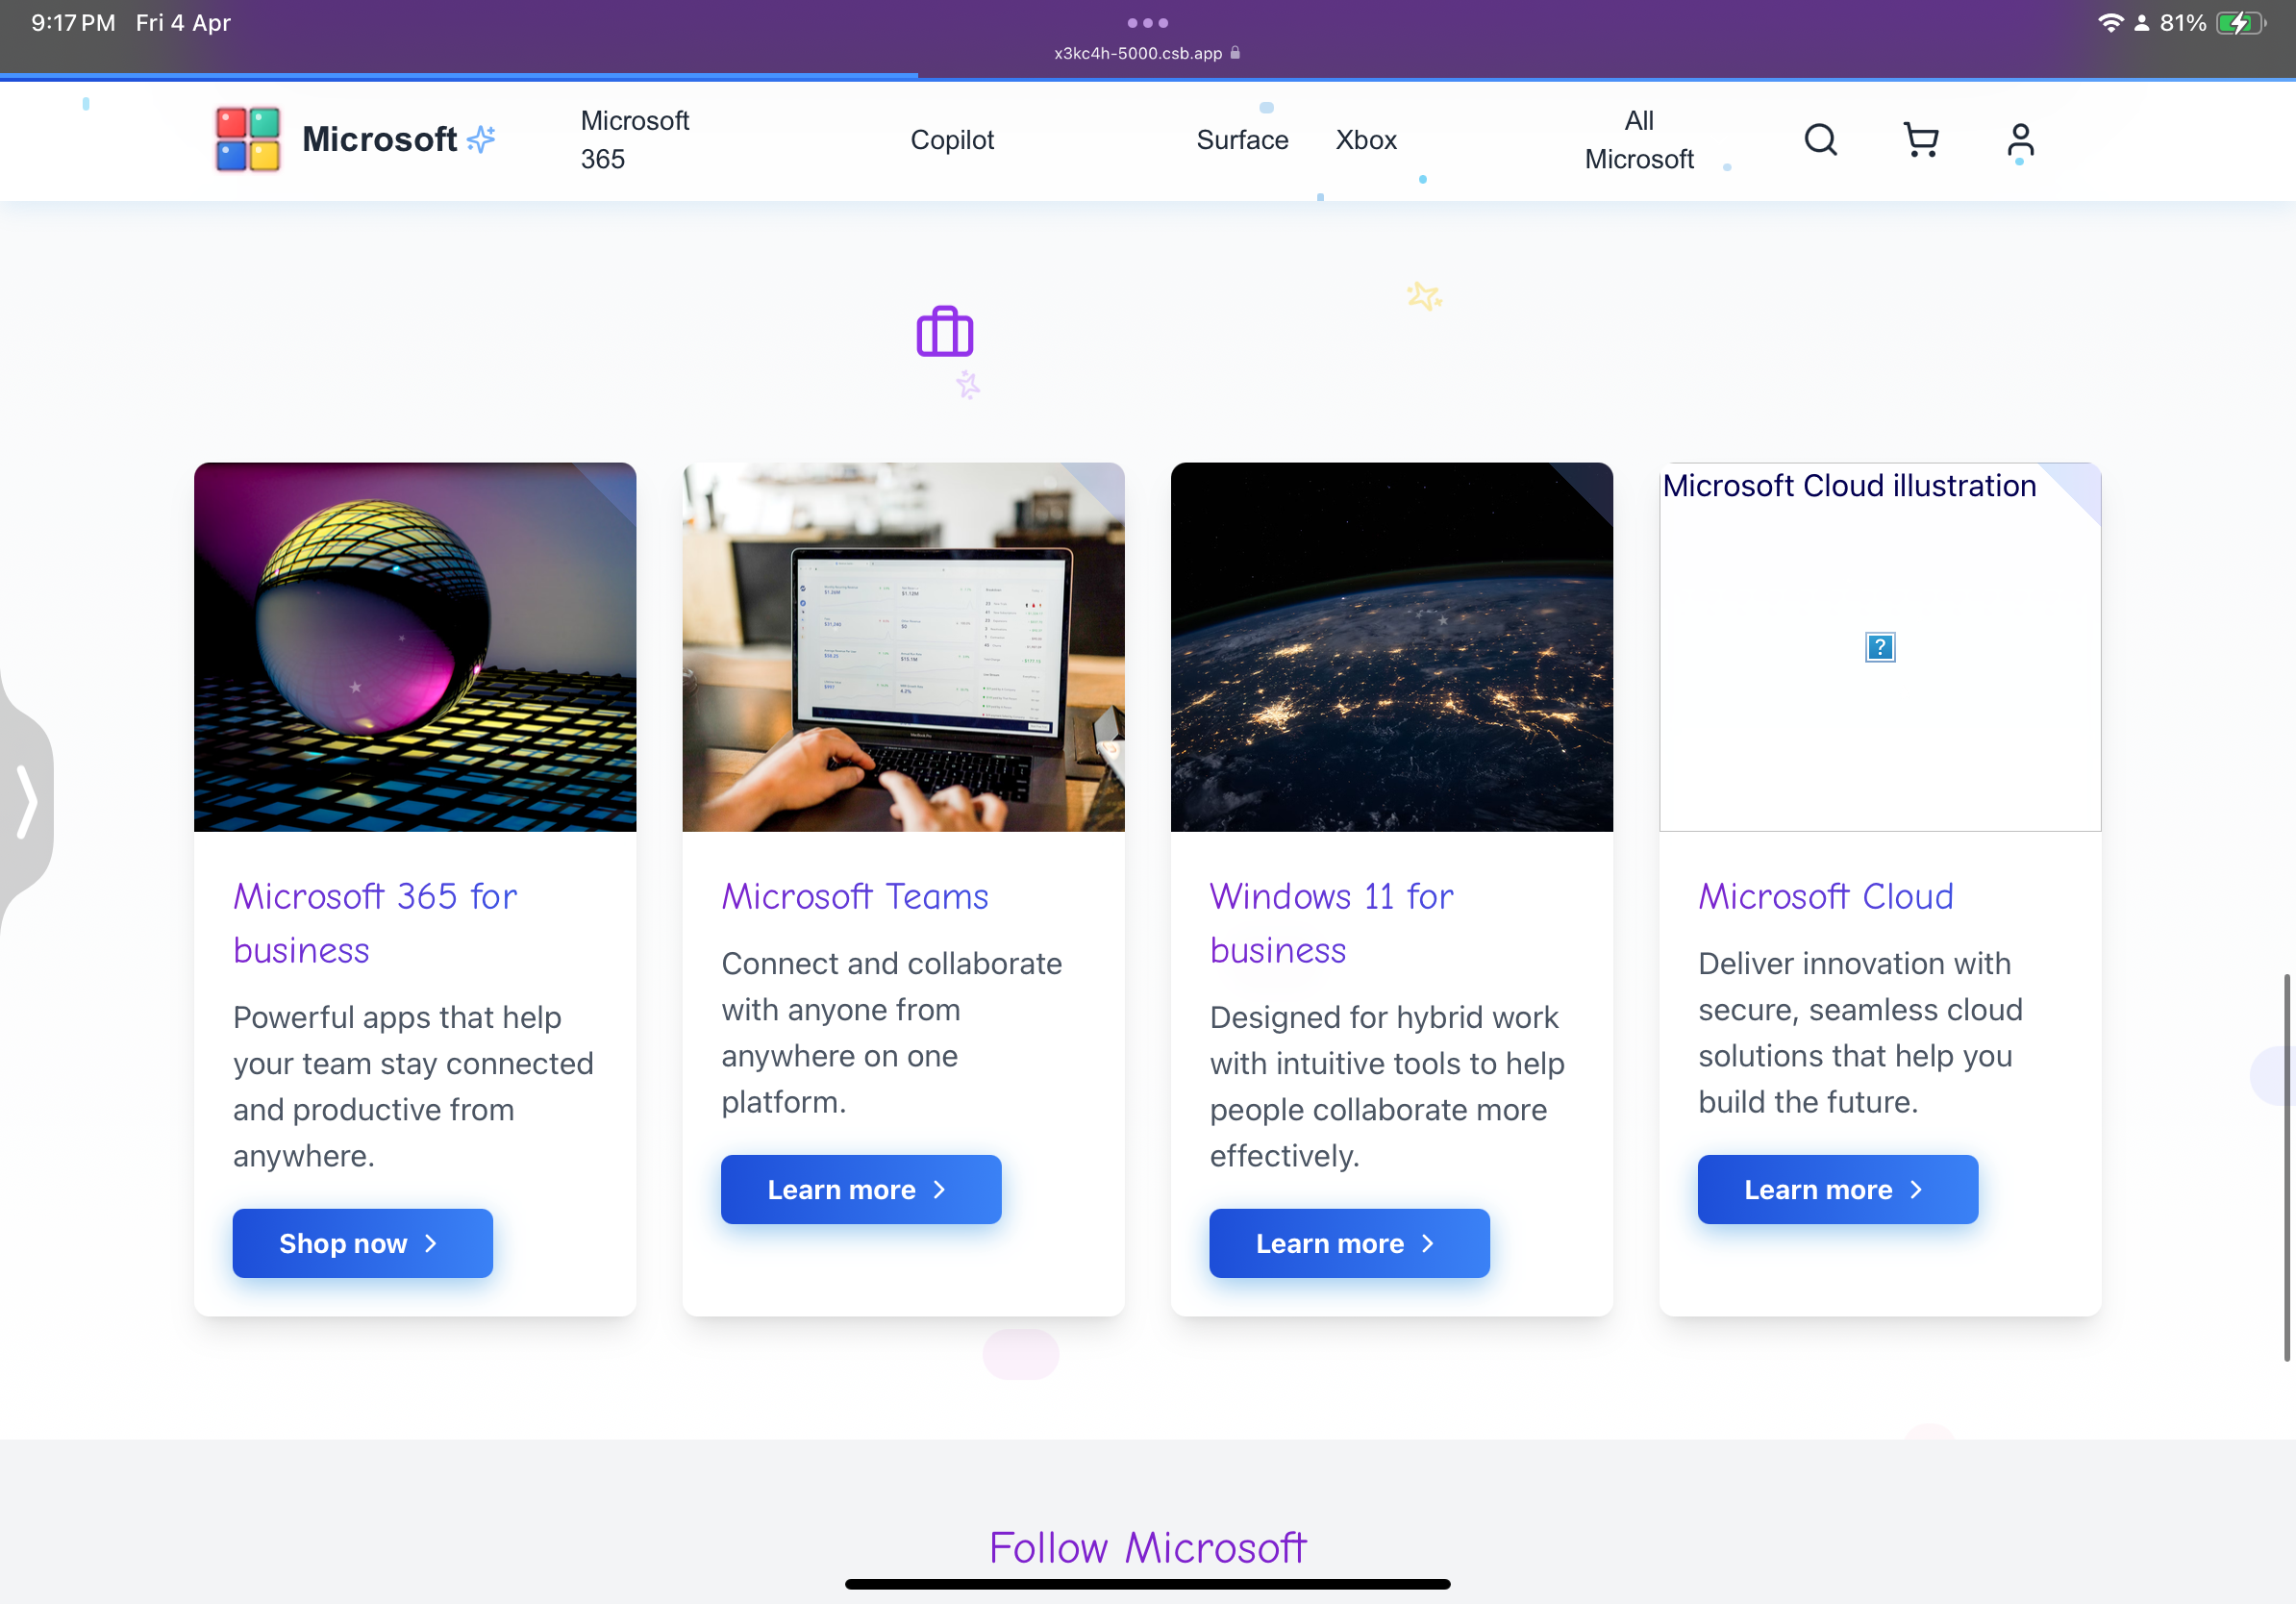 9:17 PM Fri 4 Apr
81%
x3kc4h-5000.csb.app
Microsoft
Microsoft
365
Copilot
Surface
Xbox
All
Microsoft
Microsoft Cloud illustration
?
Microsoft 365 for
business
Powerful apps that help
your team stay connected
and productive from
anywhere.
Shop now
Microsoft Teams
Connect and collaborate
with anyone from
anywhere on one
platform.
Learn more
Windows 11 for
business
Designed for hybrid work
with intuitive tools to help
people collaborate more
effectively.
Learn more
Microsoft Cloud
Deliver innovation with
secure, seamless cloud
solutions that help you
build the future.
Learn more
Follow Microsoft